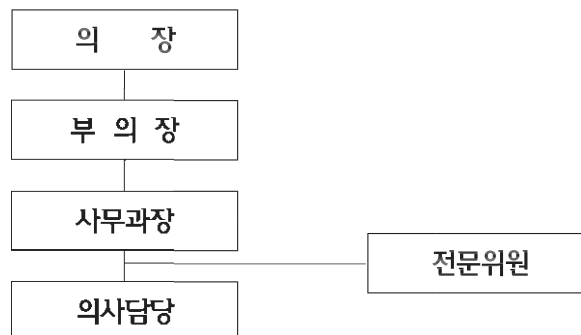 의 장
부 의 장
사무과장
전문위원
의사담당